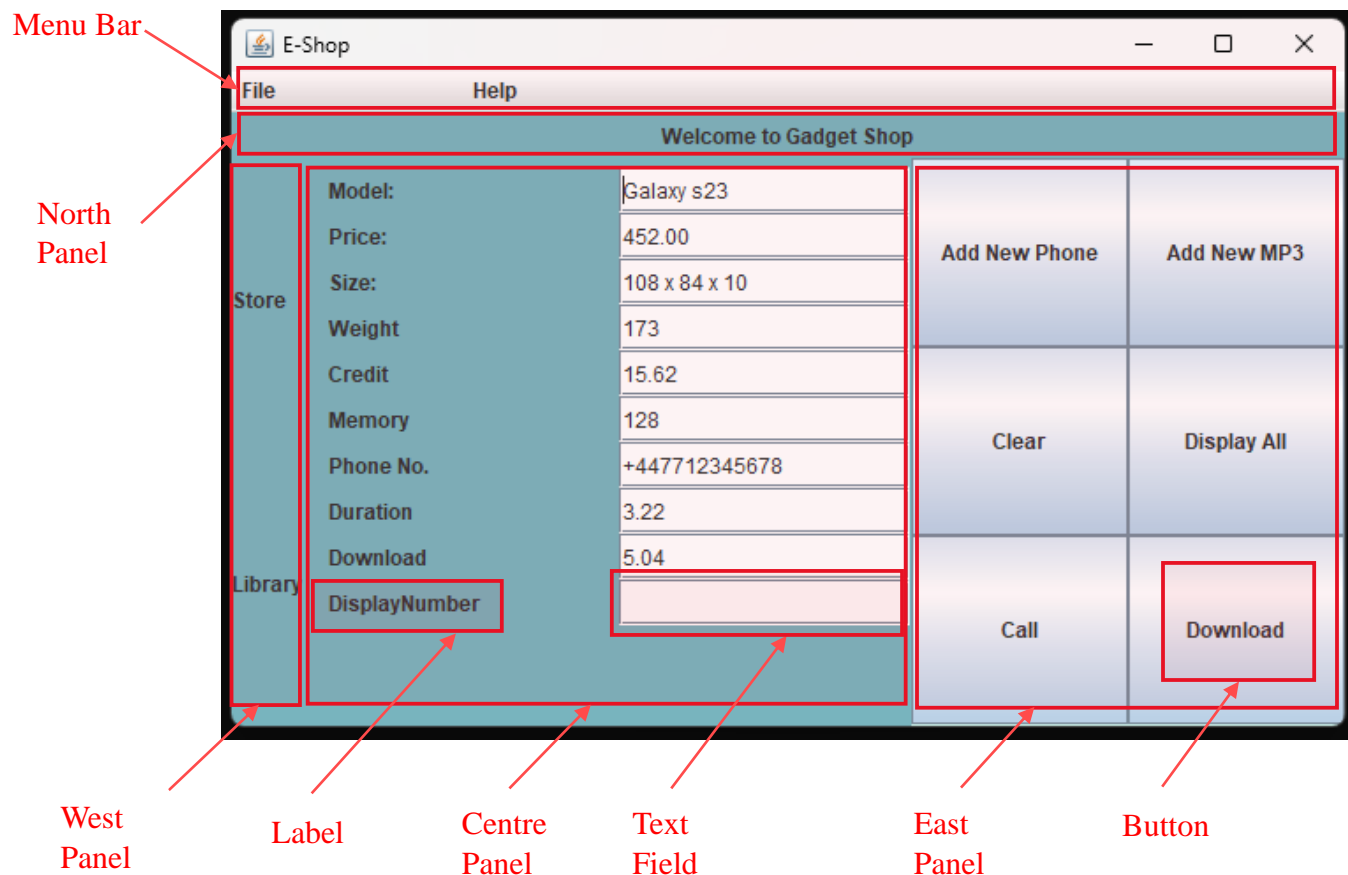 Menu Bar
E-Shop
File Help
Welcome to Gadget Shop
North
Panel
Store
Library
Model: Galaxy s23
Price: 452.00
Size: 108 x 84 x 10
Weight 173
Credit 15.62
Memory 128
Phone No. +447712345678
Duration 3.22
Download 5.04
DisplayNumber
Add New Phone Add New MP3
Clear Display All
Call Download
West
Panel
Label
Centre
Panel
Text
Field
East
Panel
Button